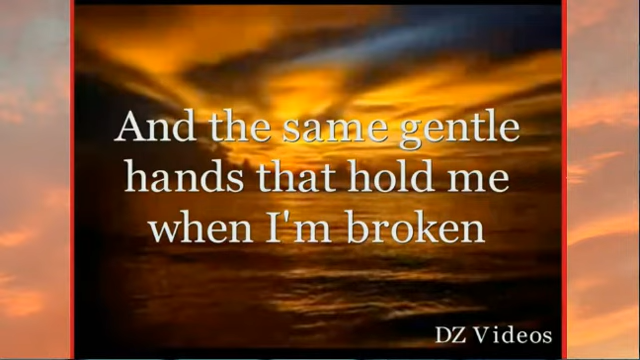 And the same gentle
hands that hold me
when I'm broken
DZ Videos